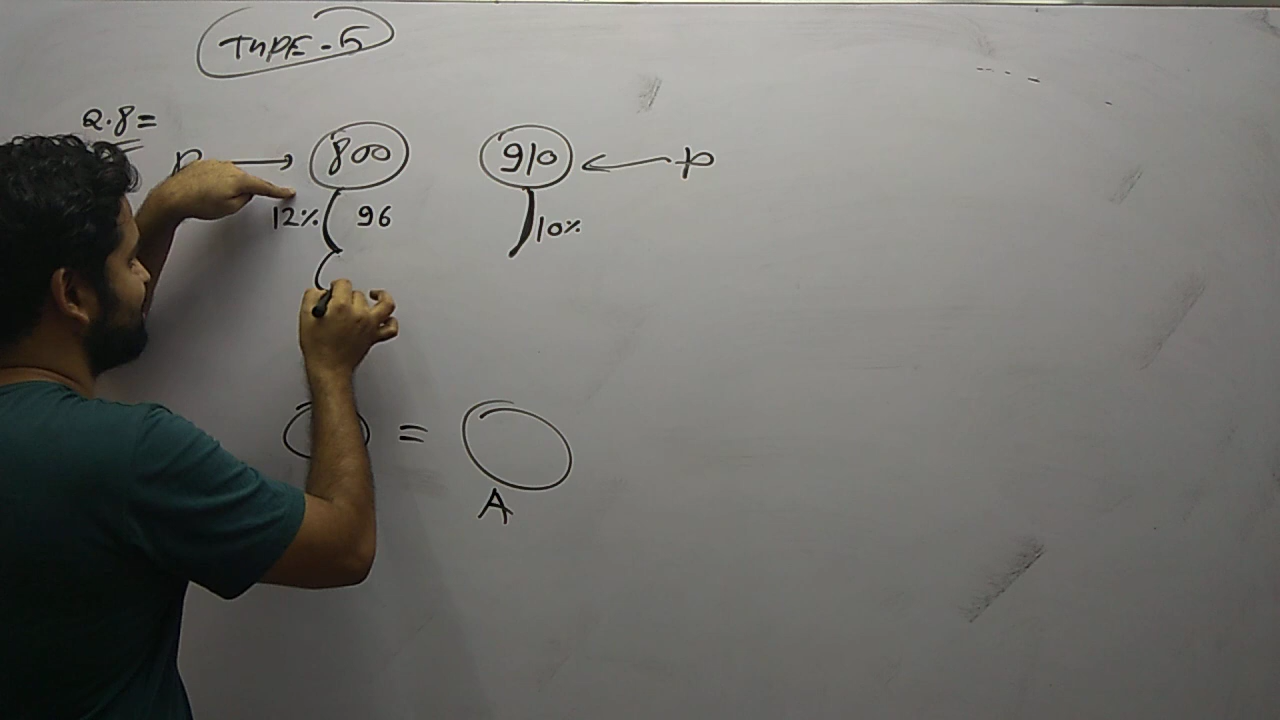 TYPE-5
Q.8=
P → 800 910 ← P
12% 96 10%
=
A